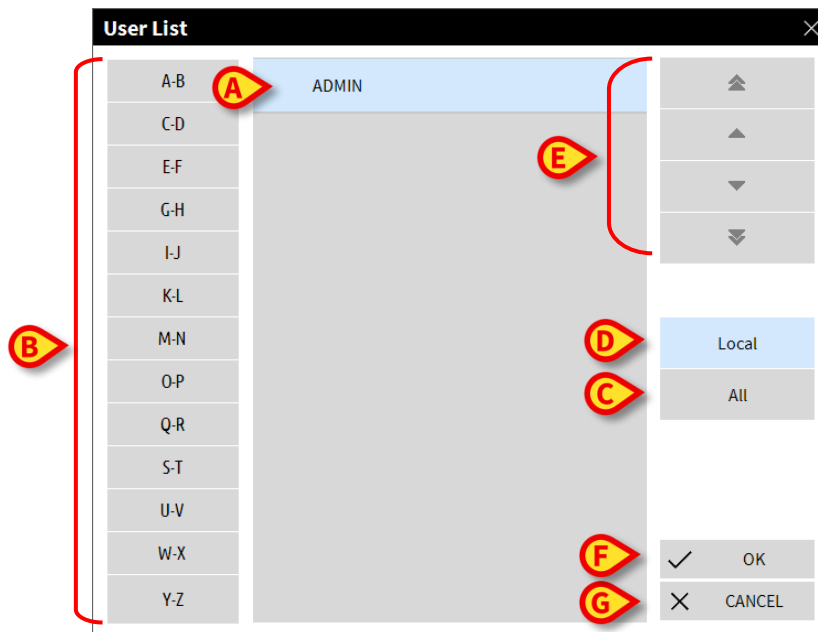 User List
A-B
C-D
E-F
G-H
I-J
K-L
M-N
O-P
Q-R
S-T
U-V
W-X
Y-Z
A
ADMIN
B
E
D
Local
C
All
F
OK
G
CANCEL